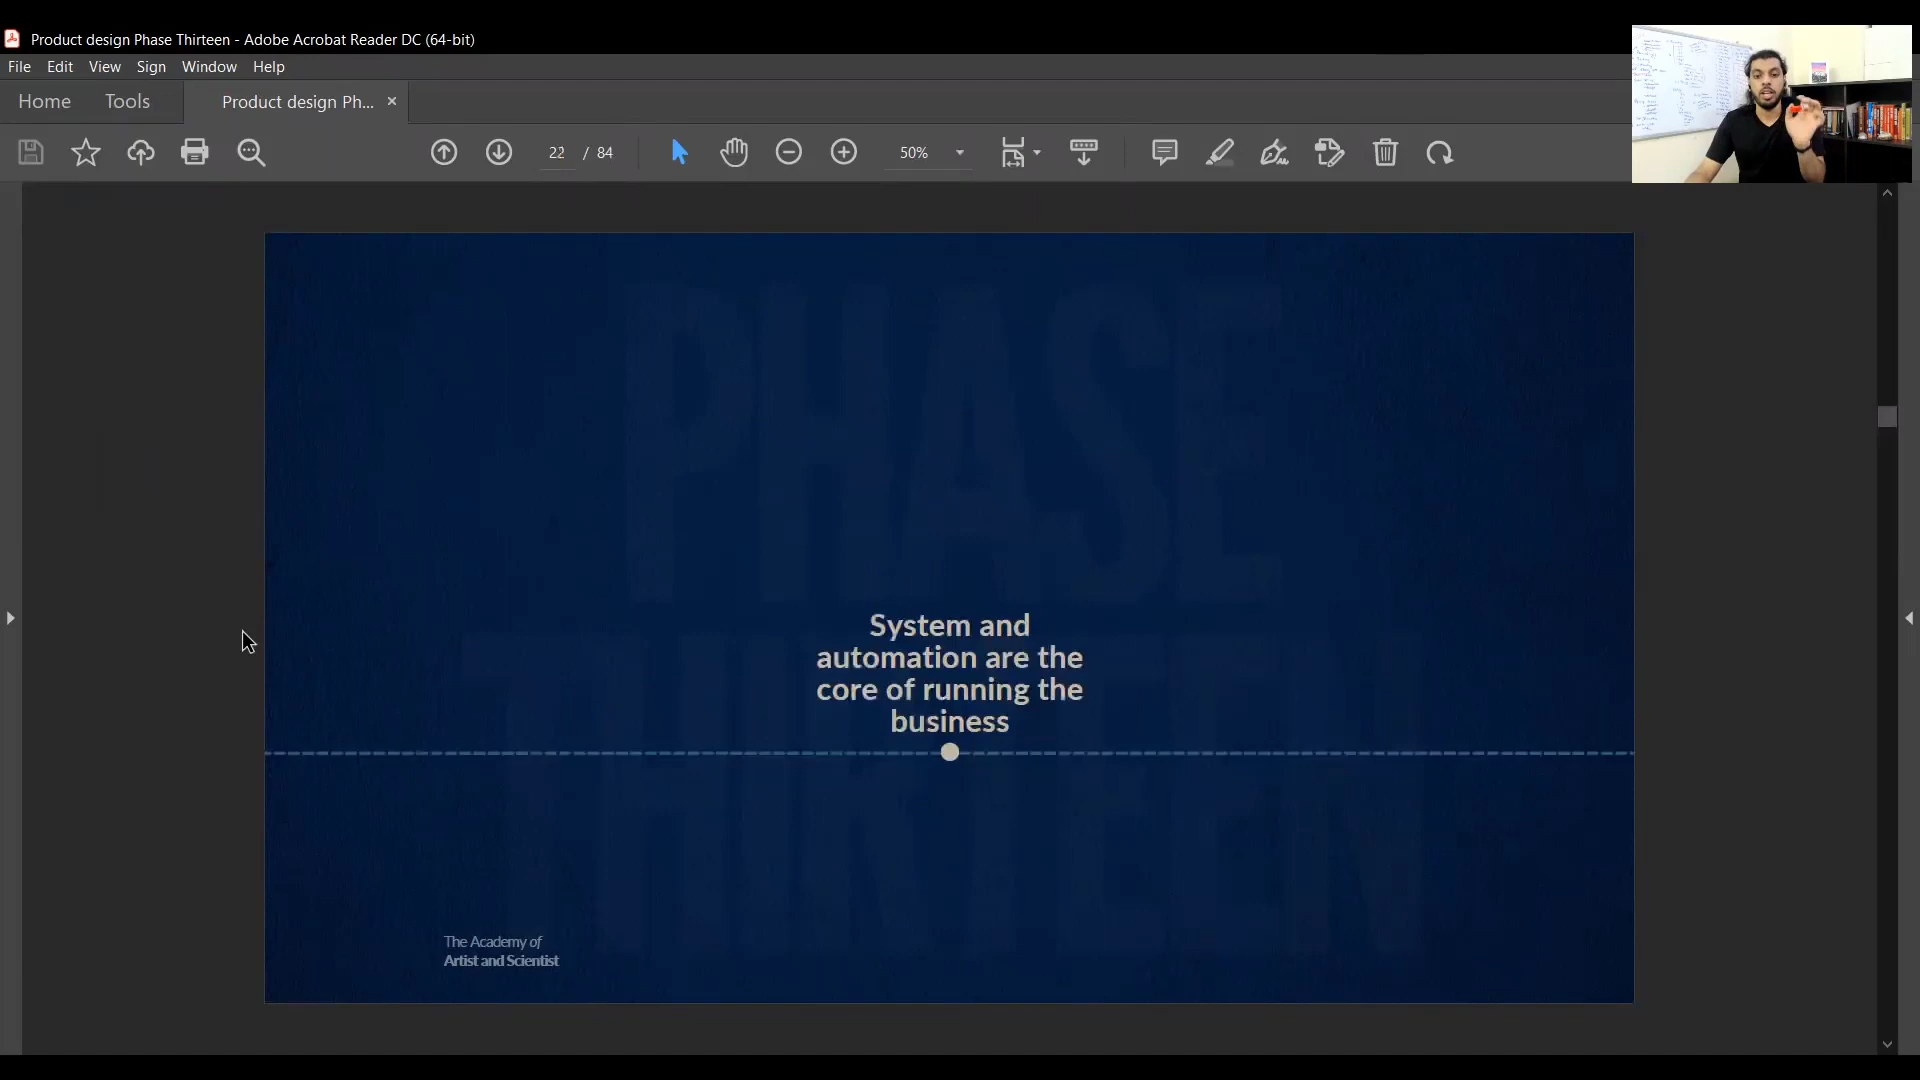 Product design Phase Thirteen - Adobe Acrobat Reader DC (64-bit)
File Edit View Sign Window Help
Home Tools Product design Ph... ×
22 / 84 50%
PHASE
THIRTEEN
System and
automation are the
core of running the
business
The Academy of
Artist and Scientist